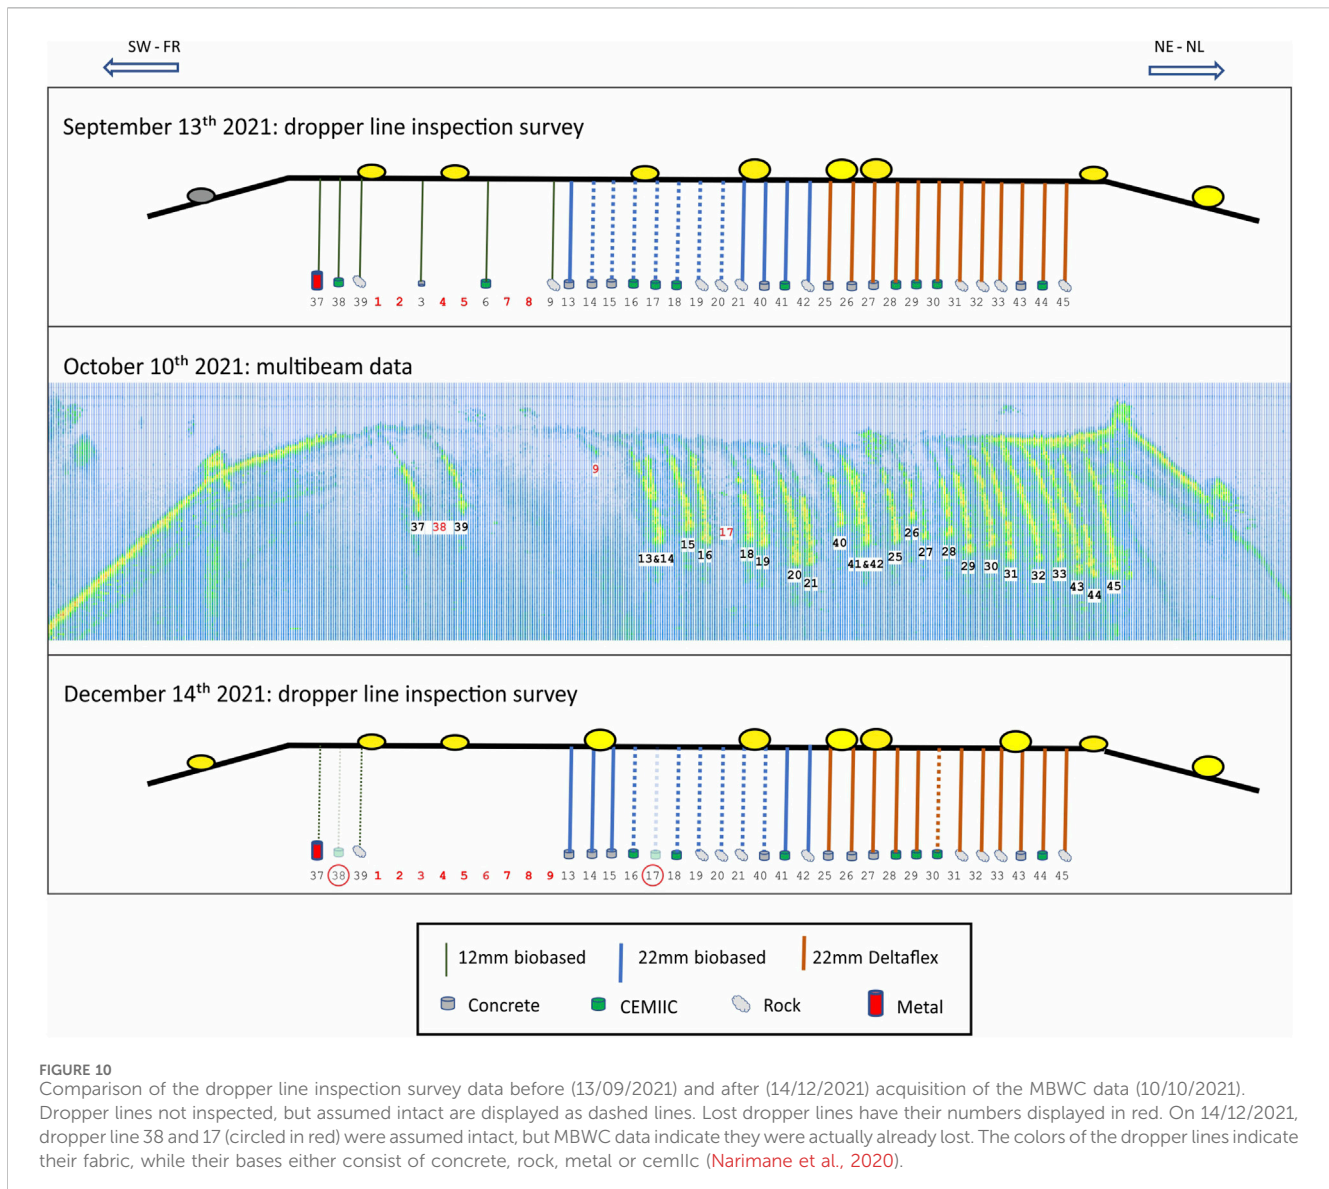 SW - FR
NE - NL
September 13th 2021: dropper line inspection survey
37 38 39 1 2 3 4 5 6 7 8 9 13 14 15 16 17 18 19 20 21 40 41 42 25 26 27 28 29 30 31 32 33 43 44 45
October 10th 2021: multibeam data
9
37 38 39
13&14 15 16 17 18 19 20 21 40 41&42 25 26 27 28 29 30 31 32 33 43 44 45
December 14th 2021: dropper line inspection survey
37 38 39 1 2 3 4 5 6 7 8 9 13 14 15 16 17 18 19 20 21 40 41 42 25 26 27 28 29 30 31 32 33 43 44 45
12mm biobased 22mm biobased 22mm Deltaflex
Concrete CEMIIC Rock Metal
FIGURE 10
Comparison of the dropper line inspection survey data before (13/09/2021) and after (14/12/2021) acquisition of the MBWC data (10/10/2021).
Dropper lines not inspected, but assumed intact are displayed as dashed lines. Lost dropper lines have their numbers displayed in red. On 14/12/2021,
dropper line 38 and 17 (circled in red) were assumed intact, but MBWC data indicate they were actually already lost. The colors of the dropper lines indicate
their fabric, while their bases either consist of concrete, rock, metal or cemIIc (Narimane et al., 2020).